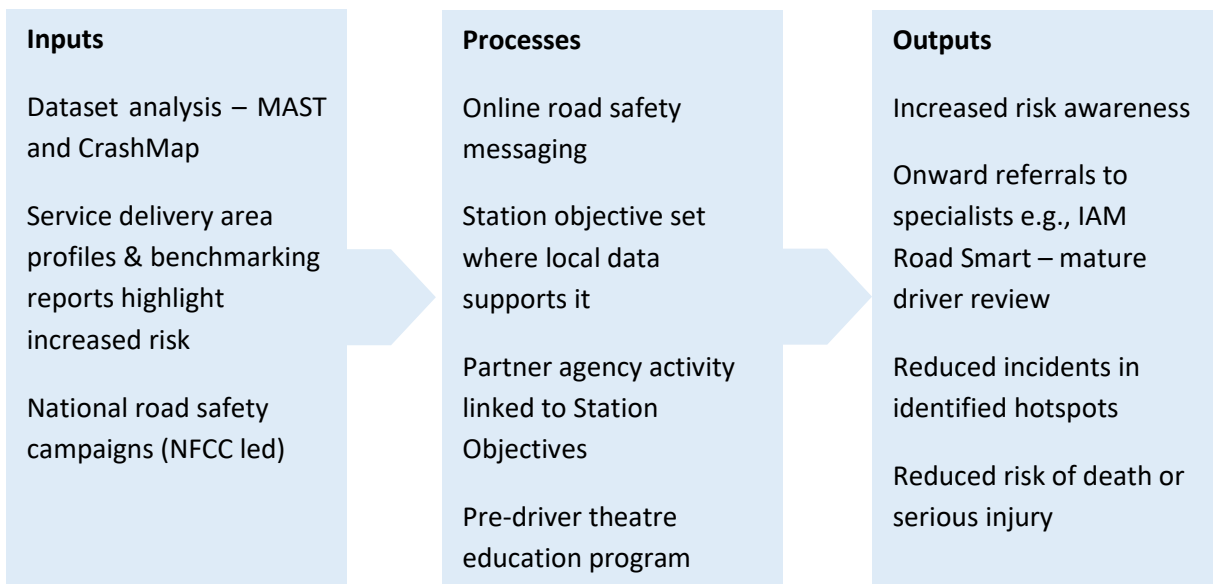 Inputs
Dataset analysis – MAST
and CrashMap
Service delivery area
profiles & benchmarking
reports highlight
increased risk
National road safety
campaigns (NFCC led)
Processes
Online road safety
messaging
Station objective set
where local data
supports it
Partner agency activity
linked to Station
Objectives
Pre-driver theatre
education program
Outputs
Increased risk awareness
Onward referrals to
specialists e.g., IAM
Road Smart – mature
driver review
Reduced incidents in
identified hotspots
Reduced risk of death or
serious injury